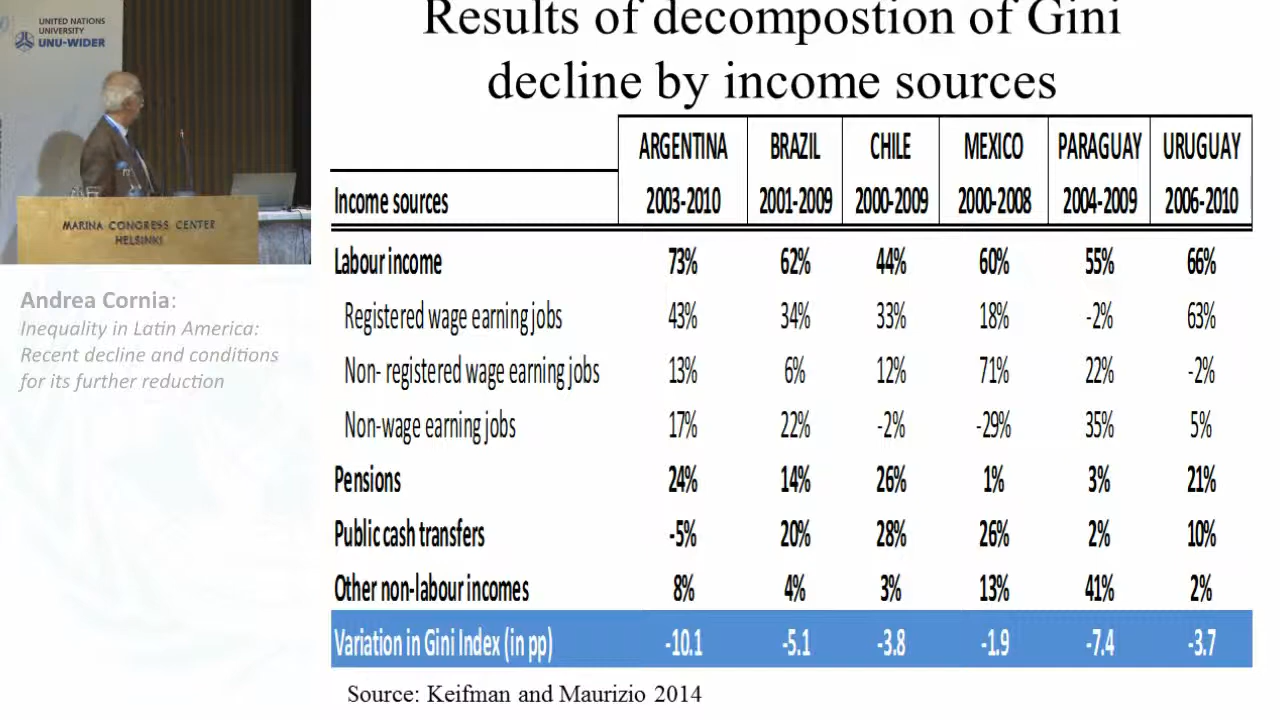 UNITED NATIONS
UNIVERSITY
UNU-WIDER
MARINA CONGRESS CENTER
HELSINKI
Andrea Cornia:
Inequality in Latin America:
Recent decline and conditions
for its further reduction
Results of decompostion of Gini
decline by income sources
ARGENTINA BRAZIL CHILE MEXICO PARAGUAY URUGUAY
Income sources 2003-2010 2001-2009 2000-2009 2000-2008 2004-2009 2006-2010
Labour income 73% 62% 44% 60% 55% 66%
Registered wage earning jobs 43% 34% 33% 18% -2% 63%
Non- registered wage earning jobs 13% 6% 12% 71% 22% -2%
Non-wage earning jobs 17% 22% -2% -29% 35% 5%
Pensions 24% 14% 26% 1% 3% 21%
Public cash transfers -5% 20% 28% 26% 2% 10%
Other non-labour incomes 8% 4% 3% 13% 41% 2%
Variation in Gini Index (in pp) -10.1 -5.1 -3.8 -1.9 -7.4 -3.7
Source: Keifman and Maurizio 2014